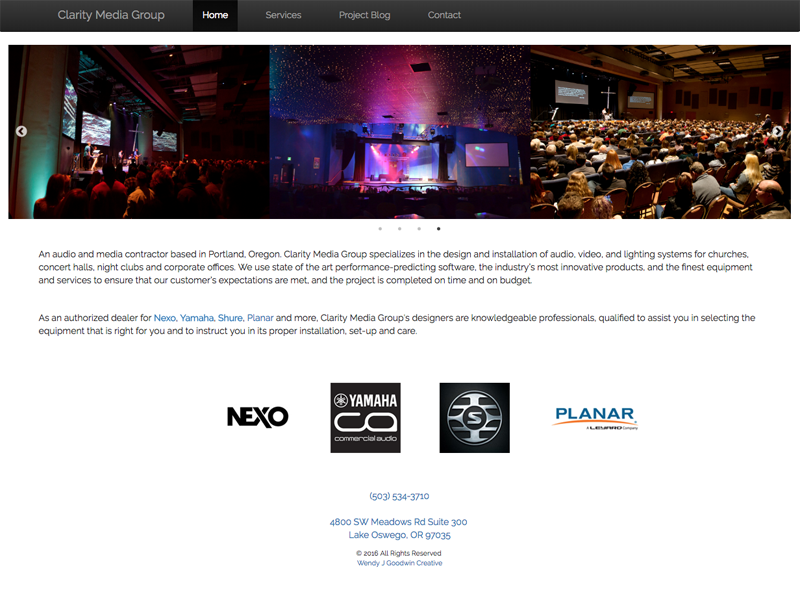 Clarity Media Group Home Services Project Blog Contact
An audio and media contractor based in Portland, Oregon. Clarity Media Group specializes in the design and installation of audio, video, and lighting systems for churches,
concert halls, night clubs and corporate offices. We use state of the art performance-predicting software, the industry's most innovative products, and the finest equipment
and services to ensure that our customer's expectations are met, and the project is completed on time and on budget.
As an authorized dealer for Nexo, Yamaha, Shure, Planar and more, Clarity Media Group's designers are knowledgeable professionals, qualified to assist you in selecting the
equipment that is right for you and to instruct you in its proper installation, set-up and care.
NEXO
YAMAHA
ca
commercial audio
S
PLANAR
A LEYARD Company
(503) 534-3710
4800 SW Meadows Rd Suite 300
Lake Oswego, OR 97035
© 2016 All Rights Reserved
Wendy J Goodwin Creative